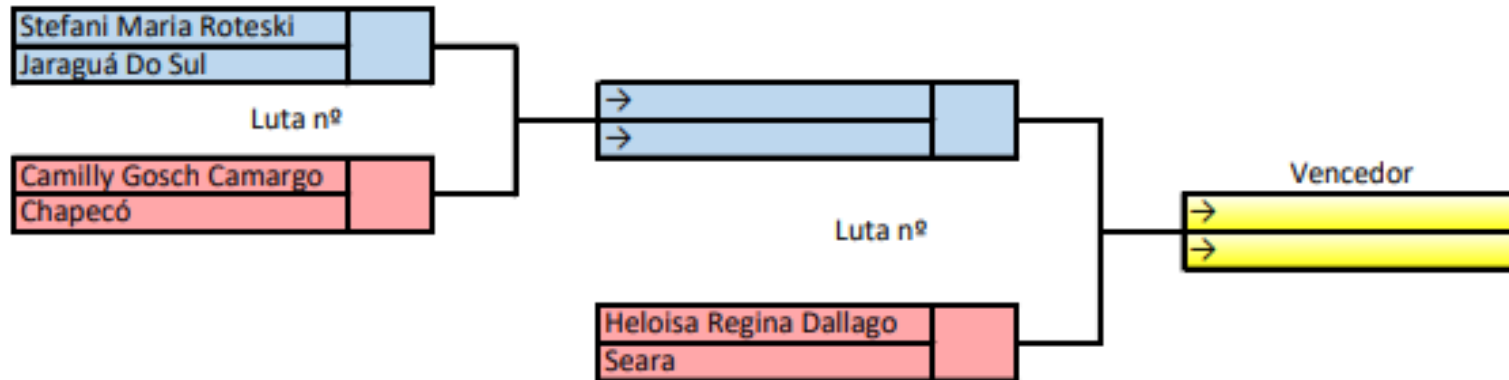 Stefani Maria Roteski
Jaraguá Do Sul
Luta nº
Camilly Gosch Camargo
Chapecó
→
→
Luta nº
Heloisa Regina Dallago
Seara
Vencedor
→
→